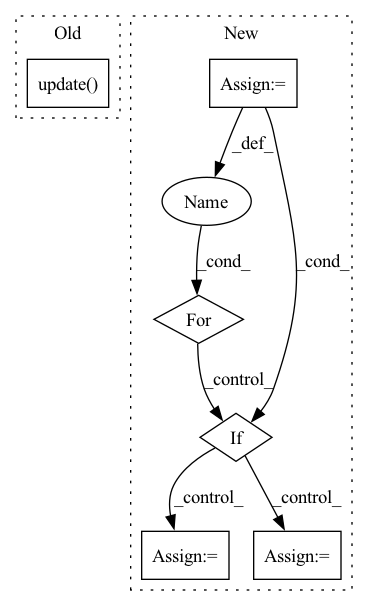 Old
New
update()
Assign:=
_def_
Name
_cond_
_cond_
For
_control_
If
_control_
_control_
Assign:=
Assign:=